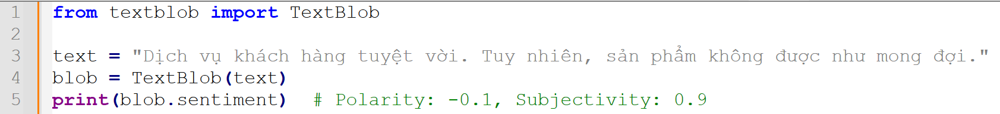 1 from textblob import TextBlob
2
3 text = "Dịch vụ khách hàng tuyệt vời. Tuy nhiên, sản phẩm không được như mong đợi."
4 blob = TextBlob(text)
5 print(blob.sentiment)  # Polarity: -0.1, Subjectivity: 0.9